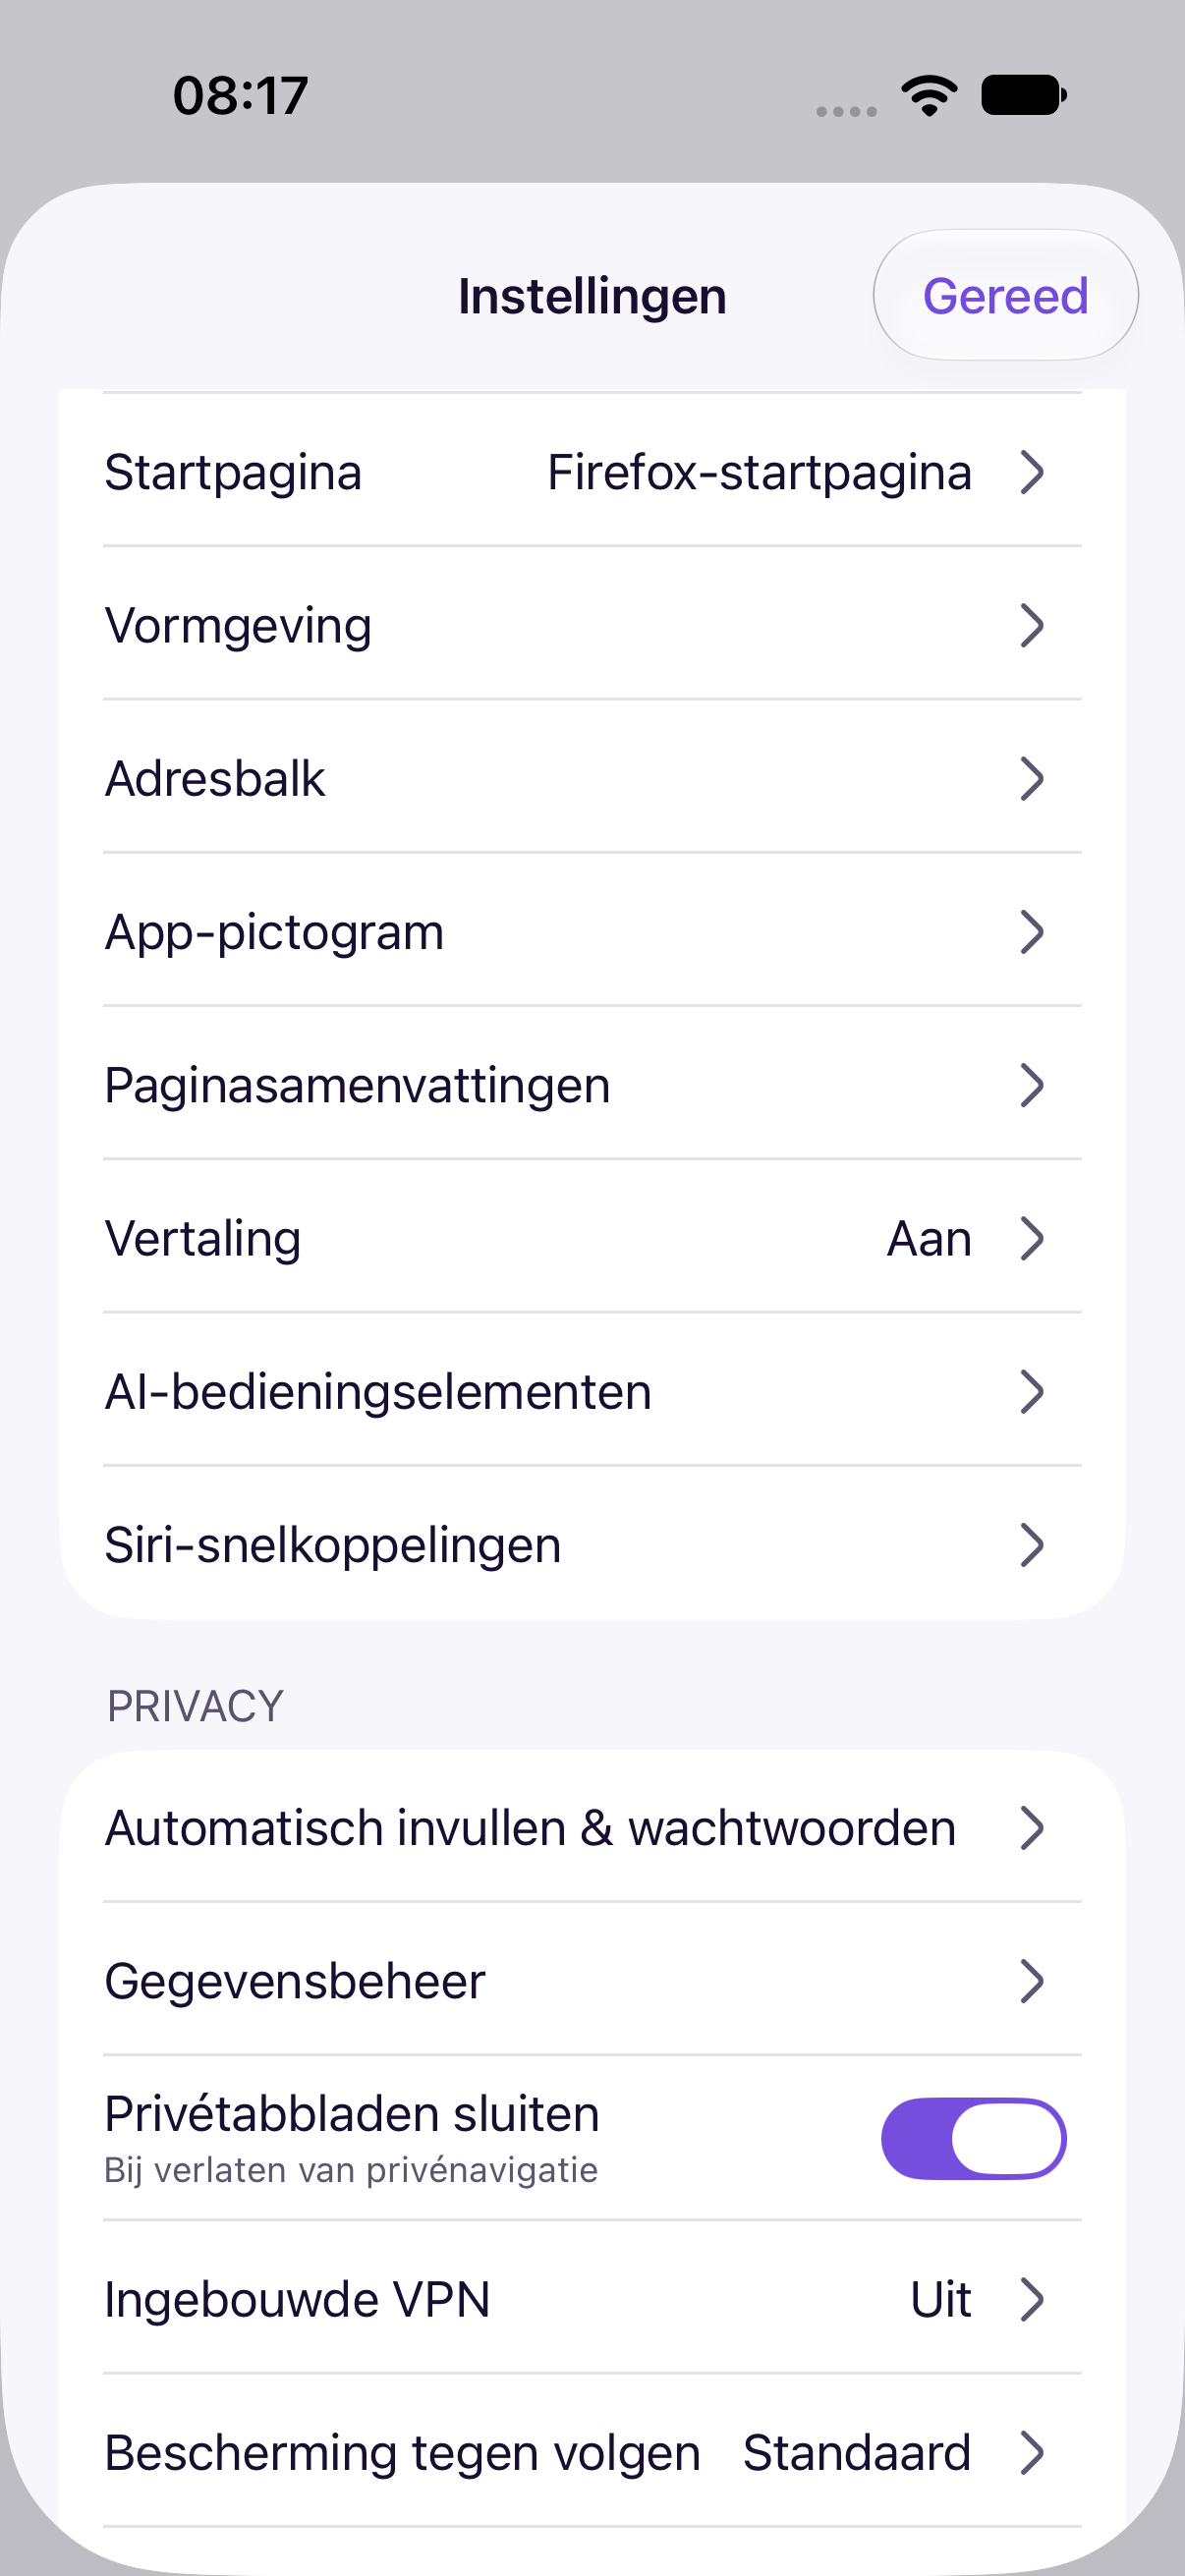 08:17
Instellingen
Gereed
Startpagina Firefox-startpagina
Vormgeving
Adresbalk
App-pictogram
Paginasamenvattingen
Vertaling Aan
AI-bedieningselementen
Siri-snelkoppelingen
PRIVACY
Automatisch invullen & wachtwoorden
Gegevensbeheer
Privétabbladen sluiten
Bij verlaten van privénavigatie
Ingebouwde VPN Uit
Bescherming tegen volgen Standaard